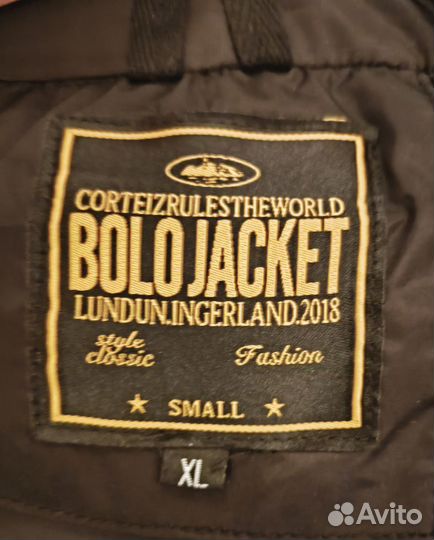 CORTEIZRULESTHEWORLD
BOLO JACKET
LUNDUN.INGERLAND.2018
style classic Fashion
★ SMALL ★
XL
Avito